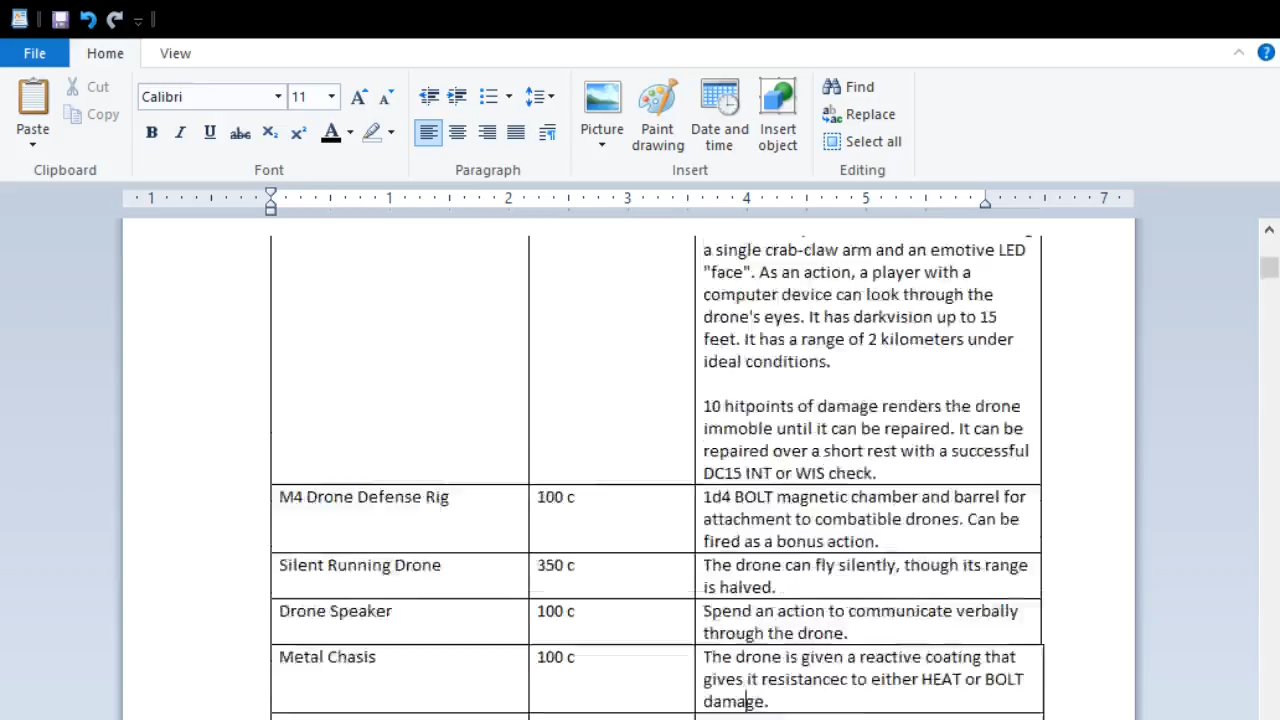 File Home View
Paste
Cut
Copy
Clipboard
Calibri 11
B I U abc X₂ X² A
Font
Paragraph
Picture
Paint drawing
Date and time
Insert object
Insert
Find
Replace
Select all
Editing
1 1 2 3 4 5 7
a single crab-claw arm and an emotive LED
"face". As an action, a player with a
computer device can look through the
drone's eyes. It has darkvision up to 15
feet. It has a range of 2 kilometers under
ideal conditions.
10 hitpoints of damage renders the drone
immoble until it can be repaired. It can be
repaired over a short rest with a successful
DC15 INT or WIS check.
M4 Drone Defense Rig 100 c 1d4 BOLT magnetic chamber and barrel for
attachment to combatible drones. Can be
fired as a bonus action.
Silent Running Drone 350 c The drone can fly silently, though its range
is halved.
Drone Speaker 100 c Spend an action to communicate verbally
through the drone.
Metal Chasis 100 c The drone is given a reactive coating that
gives it resistancec to either HEAT or BOLT
damage.